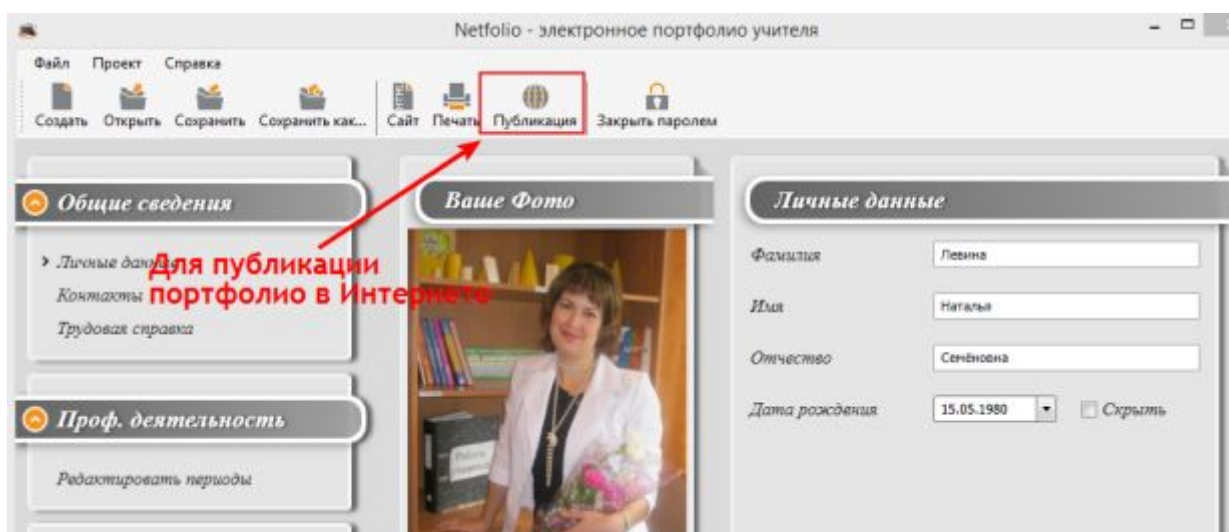 Netfolio - электронное портфолио учителя
Файл Проект Справка
Создать Открыть Сохранить Сохранить как... Сайт Печать Публикация Закрыть паролем
Общие сведения
Личные данные
Контакты
Трудовая справка
Для публикации
портфолио в Интернете
Проф. деятельность
Редактировать периоды
Ваше Фото
Личные данные
Фамилия Левина
Имя Наталья
Отчество Семёновна
Дата рождения 15.05.1980 Скрыть